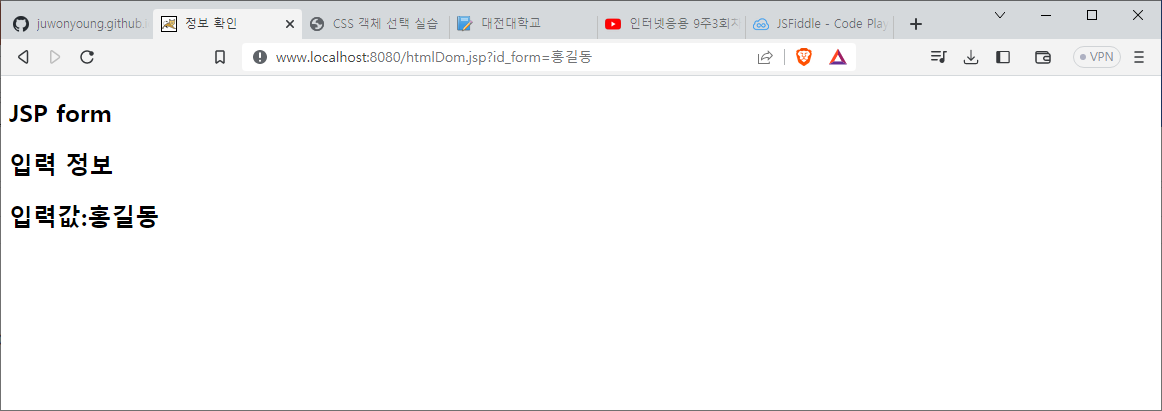 juwonyoung.github.i
정보 확인
CSS 객체 선택 실습
대전대학교
인터넷응용 9주3회차
JSFiddle - Code Play
www.localhost:8080/htmlDom.jsp?id_form=홍길동
VPN
JSP form
입력 정보
입력값:홍길동